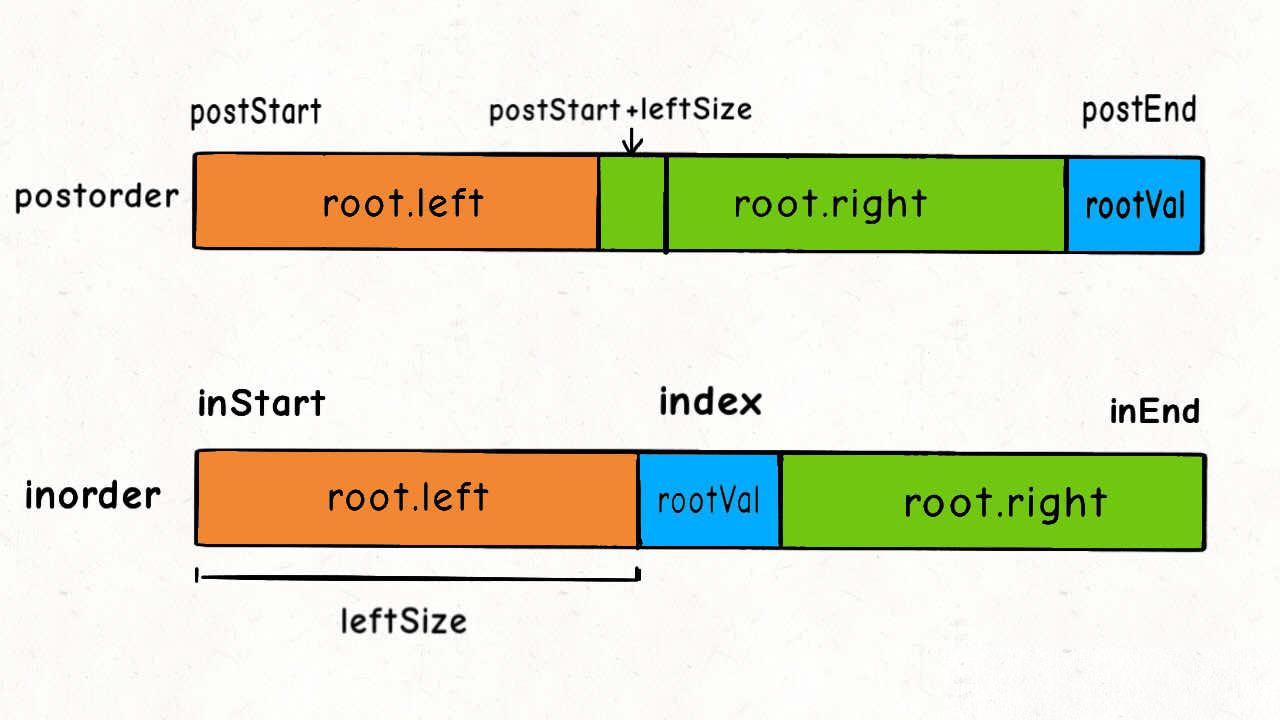 postStart postStart+leftSize postEnd
postorder root.left root.right rootVal
inStart index inEnd
inorder root.left rootVal root.right
leftSize